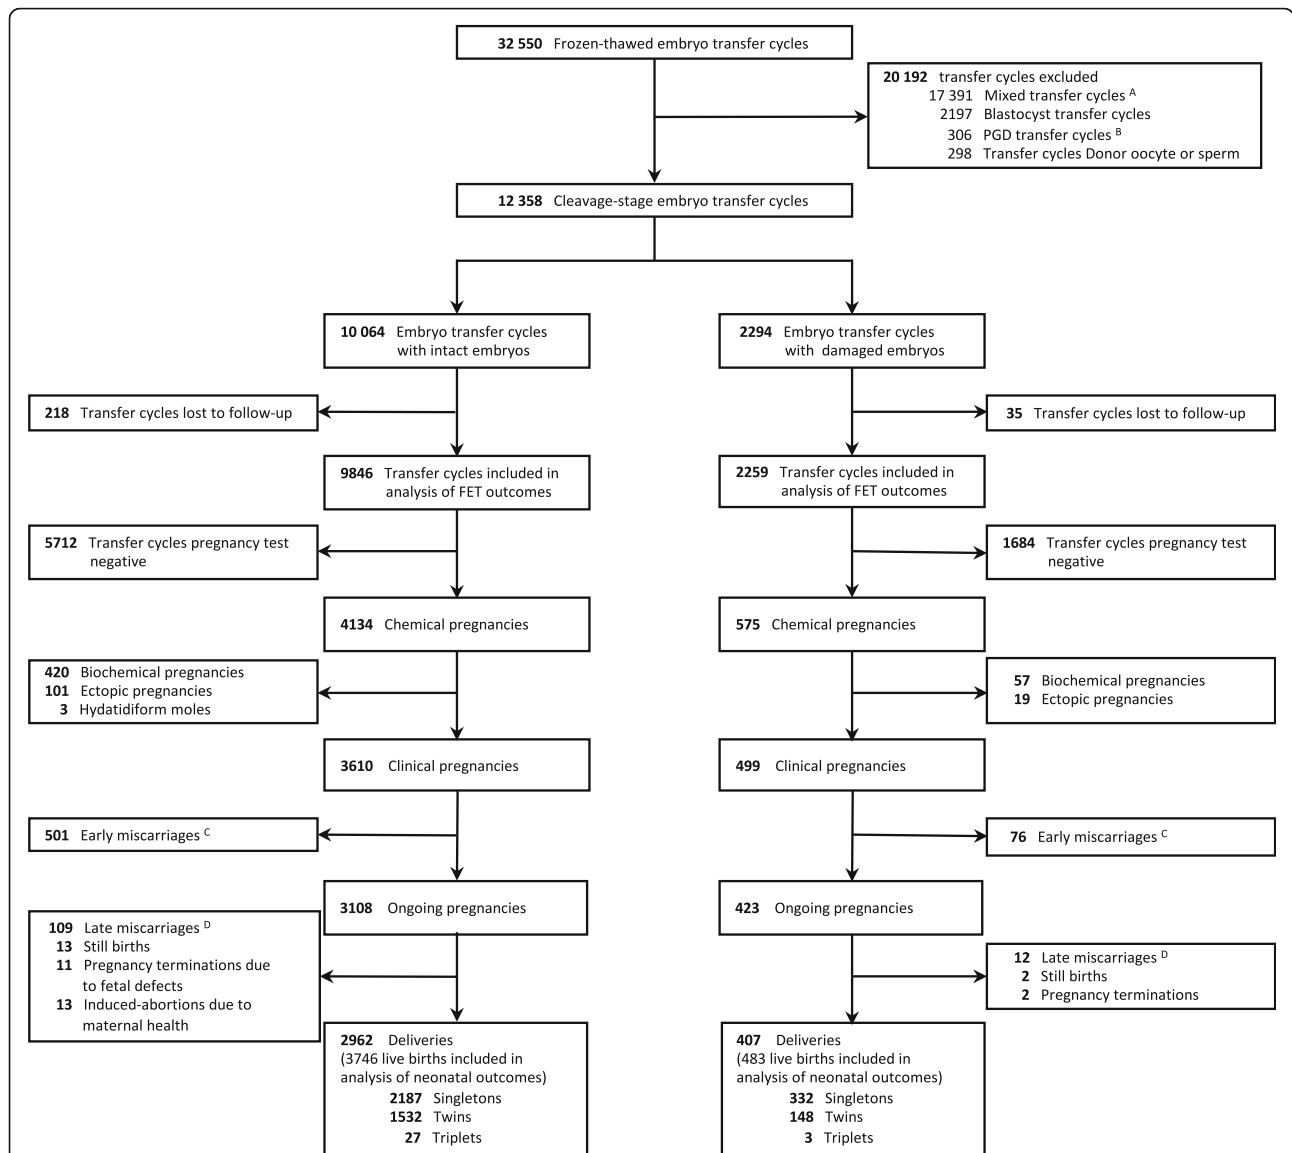 32 550 Frozen-thawed embryo transfer cycles
20 192 transfer cycles excluded
17 391 Mixed transfer cycles A
2197 Blastocyst transfer cycles
306 PGD transfer cycles B
298 Transfer cycles Donor oocyte or sperm
12 358 Cleavage-stage embryo transfer cycles
10 064 Embryo transfer cycles
with intact embryos
2294 Embryo transfer cycles
with damaged embryos
218 Transfer cycles lost to follow-up
35 Transfer cycles lost to follow-up
9846 Transfer cycles included in
analysis of FET outcomes
2259 Transfer cycles included in
analysis of FET outcomes
5712 Transfer cycles pregnancy test
negative
1684 Transfer cycles pregnancy test
negative
4134 Chemical pregnancies
575 Chemical pregnancies
420 Biochemical pregnancies
101 Ectopic pregnancies
3 Hydatidiform moles
57 Biochemical pregnancies
19 Ectopic pregnancies
3610 Clinical pregnancies
499 Clinical pregnancies
501 Early miscarriages C
76 Early miscarriages C
3108 Ongoing pregnancies
423 Ongoing pregnancies
109 Late miscarriages D
13 Still births
11 Pregnancy terminations due
to fetal defects
13 Induced-abortions due to
maternal health
12 Late miscarriages D
2 Still births
2 Pregnancy terminations
2962 Deliveries
(3746 live births included in
analysis of neonatal outcomes)
2187 Singletons
1532 Twins
27 Triplets
407 Deliveries
(483 live births included in
analysis of neonatal outcomes)
332 Singletons
148 Twins
3 Triplets